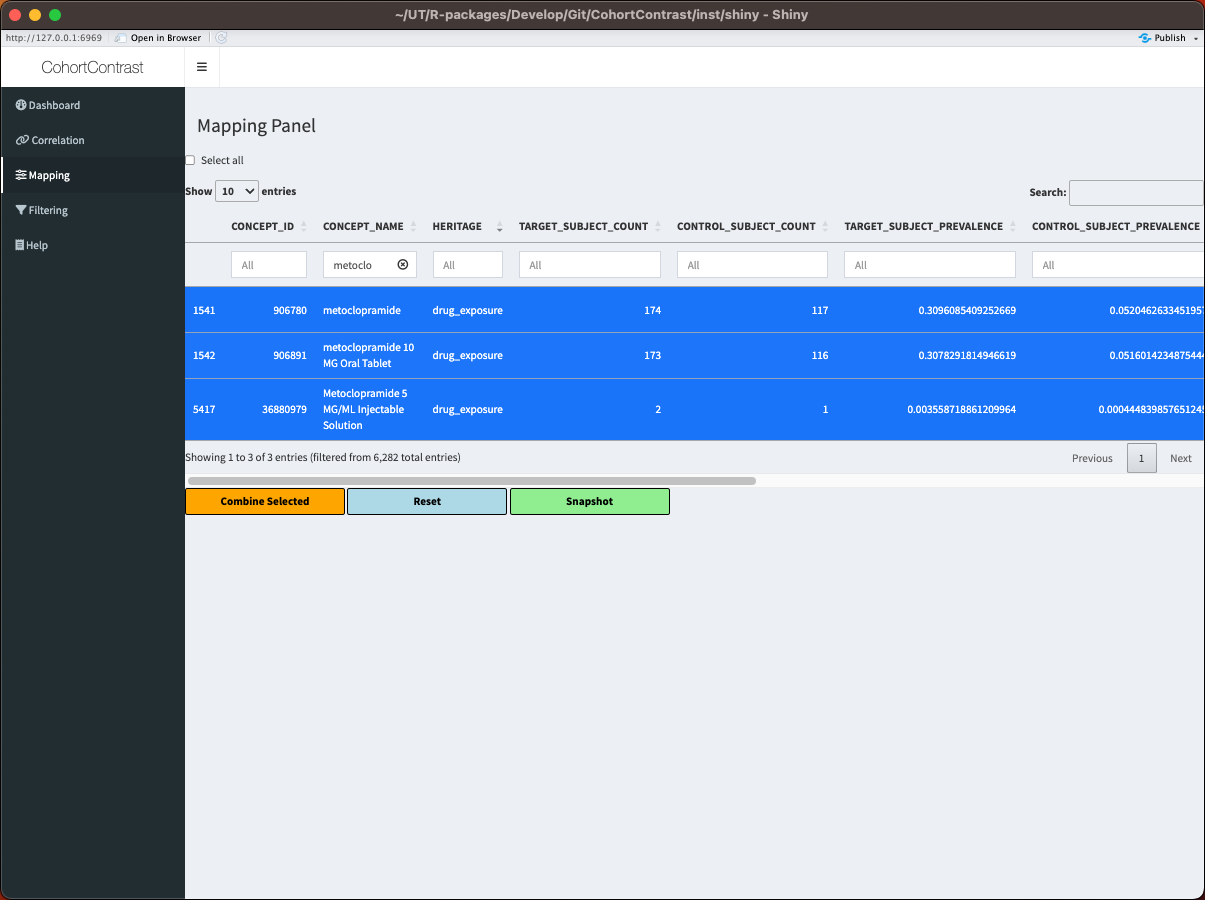 ~/UT/R-packages/Develop/Git/CohortContrast/inst/shiny - Shiny
http://127.0.0.1:6969 Open in Browser Publish
CohortContrast
Dashboard
Correlation
Mapping
Filtering
Help
Mapping Panel
Select all
Show 10 entries
Search:
CONCEPT_ID CONCEPT_NAME HERITAGE TARGET_SUBJECT_COUNT CONTROL_SUBJECT_COUNT TARGET_SUBJECT_PREVALENCE CONTROL_SUBJECT_PREVALENCE
All metoclo All All All All All
1541 906780 metoclopramide drug_exposure 174 117 0.3096085409252669 0.0520462633451957
1542 906891 metoclopramide 10 MG Oral Tablet drug_exposure 173 116 0.3078291814946619 0.0516014234875444
5417 36880979 Metoclopramide 5 MG/ML Injectable Solution drug_exposure 2 1 0.003558718861209964 0.000444839857651245
Showing 1 to 3 of 3 entries (filtered from 6,282 total entries)
Previous 1 Next
Combine Selected Reset Snapshot